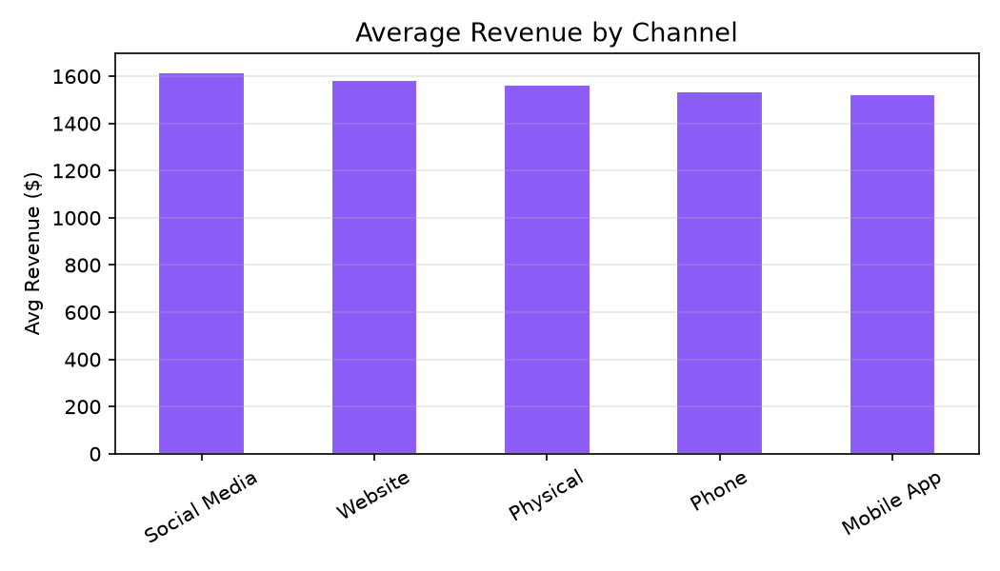 Average Revenue by Channel
Avg Revenue ($)
1600
1400
1200
1000
800
600
400
200
0
Social Media
Website
Physical
Phone
Mobile App